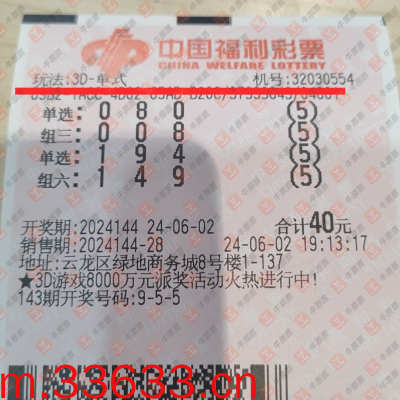 中国福利彩票
CHINA WELFARE LOTTERY
玩法:3D-单式 机号:32030554
单选:0 8 0 (5)
组三:0 0 8 (5)
单选:1 9 4 (5)
组六:1 4 9 (5)
开奖期:2024144 24-06-02 合计40元
销售期:2024144-28 24-06-02 19:13:17
地址:云龙区绿地商务城8号楼1-137
★3D游戏8000万元派奖活动火热进行中!
143期开奖号码:9-5-5
m.33633.cn